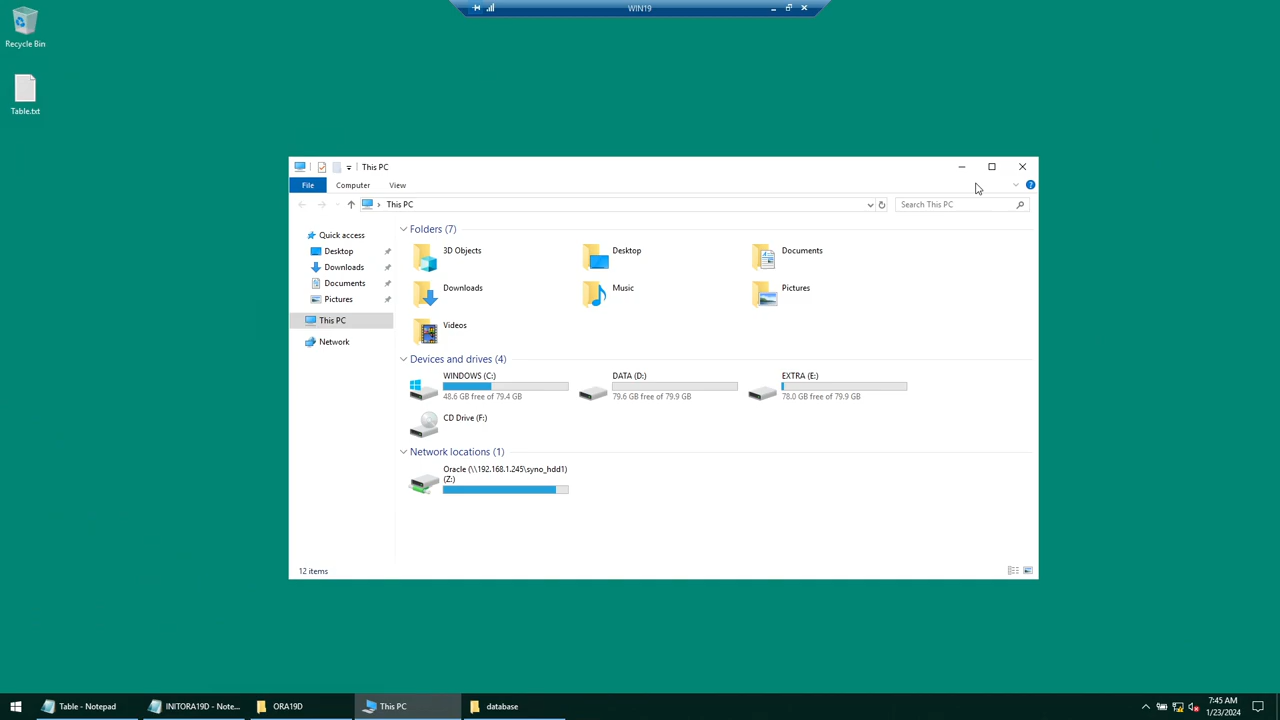 WIN19
Recycle Bin
Table.txt
This PC
File Computer View
This PC Search This PC
Quick access
Desktop
Downloads
Documents
Pictures
This PC
Network
Folders (7)
3D Objects Desktop Documents
Downloads Music Pictures
Videos
Devices and drives (4)
WINDOWS (C:) DATA (D:) EXTRA (E:)
48.6 GB free of 79.4 GB 79.6 GB free of 79.9 GB 78.0 GB free of 79.9 GB
CD Drive (F:)
Network locations (1)
Oracle (\\192.168.1.245\syno_hdd1)
(Z:)
12 items
Table - Notepad INITORA19D - Note... ORA19D This PC database
7:45 AM
1/23/2024